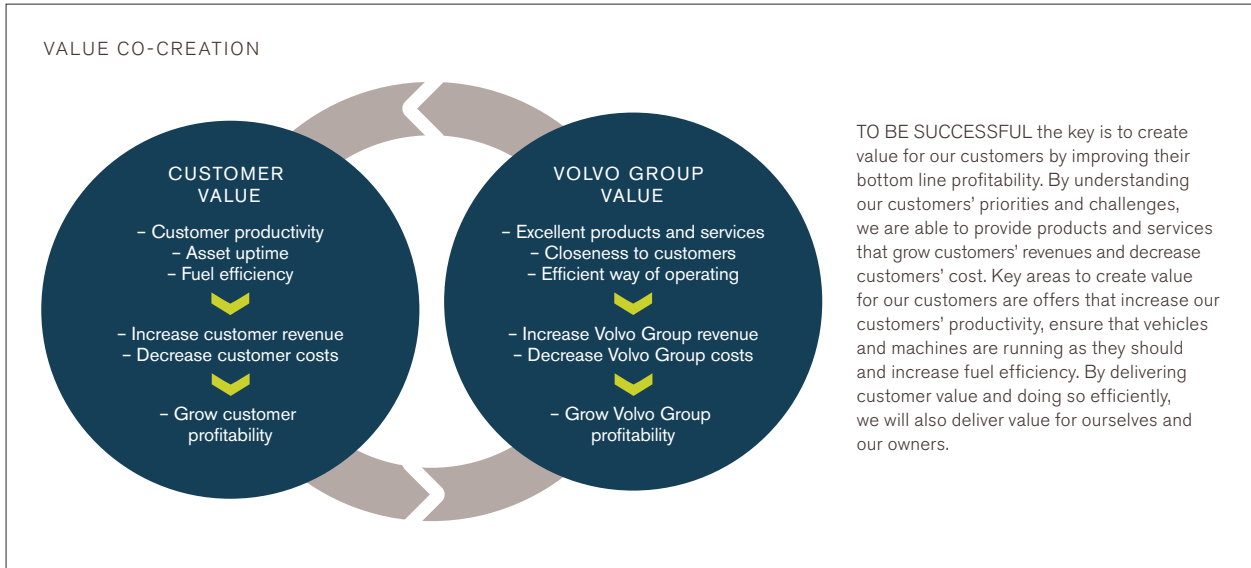 VALUE CO-CREATION
CUSTOMER
VALUE
– Customer productivity
– Asset uptime
– Fuel efficiency
– Increase customer revenue
– Decrease customer costs
– Grow customer
profitability
VOLVO GROUP
VALUE
– Excellent products and services
– Closeness to customers
– Efficient way of operating
– Increase Volvo Group revenue
– Decrease Volvo Group costs
– Grow Volvo Group
profitability
TO BE SUCCESSFUL the key is to create
value for our customers by improving their
bottom line profitability. By understanding
our customers’ priorities and challenges,
we are able to provide products and services
that grow customers’ revenues and decrease
customers’ cost. Key areas to create value
for our customers are offers that increase our
customers’ productivity, ensure that vehicles
and machines are running as they should
and increase fuel efficiency. By delivering
customer value and doing so efficiently,
we will also deliver value for ourselves and
our owners.